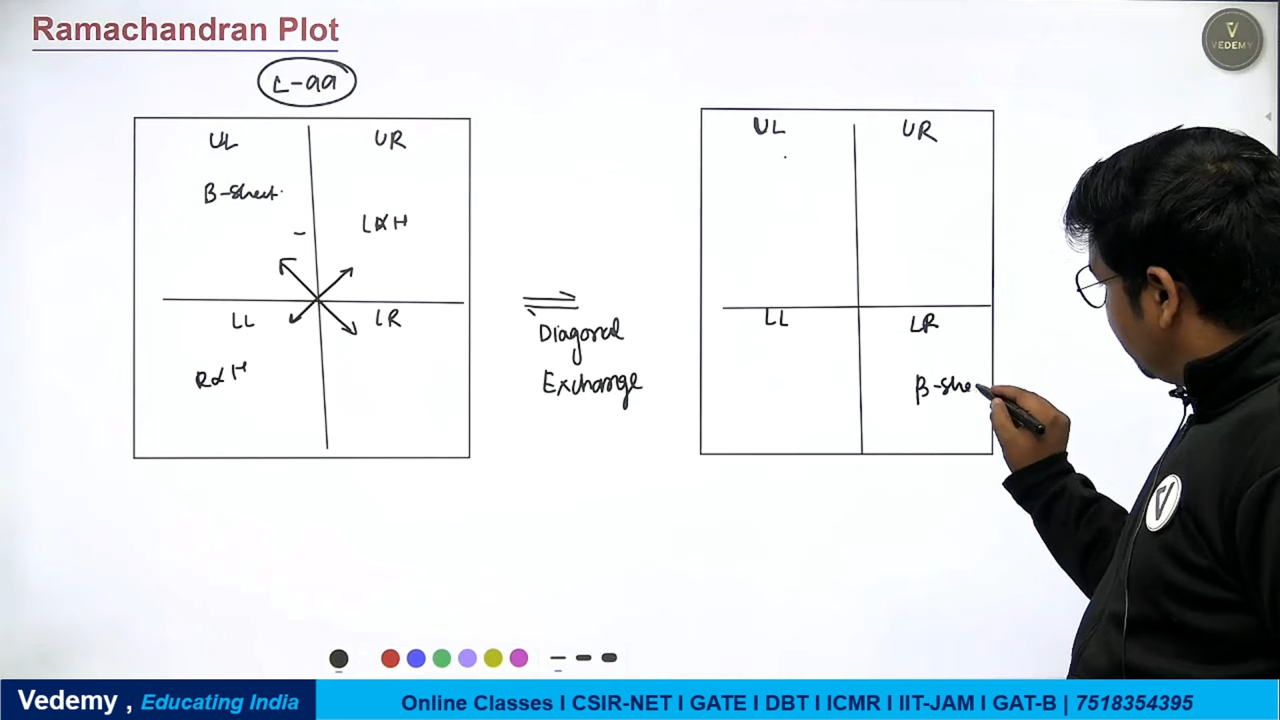 Ramachandran Plot
V
VEDEMY
L-aa
UL
UR
β-Sheet
LαH
LL
LR
RαH
Diagonal
Exchange
UL
UR
LL
LR
β-She
Vedemy , Educating India
Online Classes I CSIR-NET I GATE I DBT I ICMR I IIT-JAM I GAT-B | 7518354395